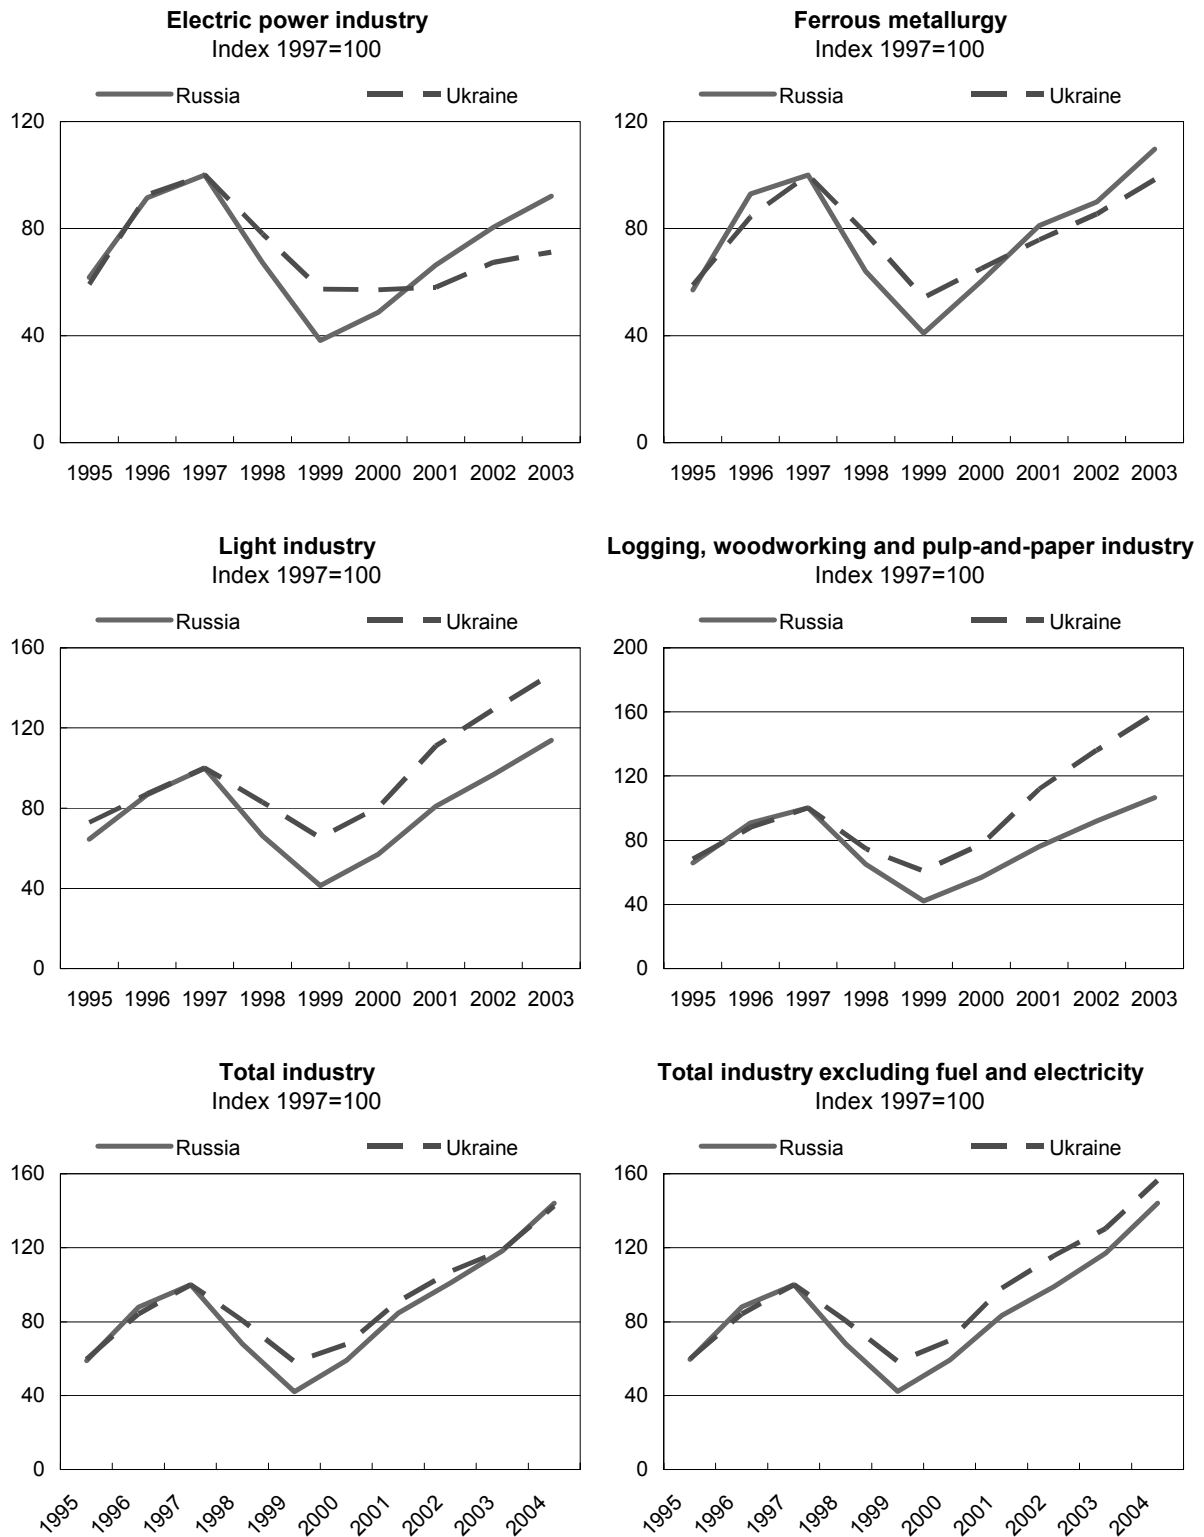 Electric power industry
Index 1997=100
Russia Ukraine
120
80
40
0
1995 1996 1997 1998 1999 2000 2001 2002 2003
Ferrous metallurgy
Index 1997=100
Russia Ukraine
120
80
40
0
1995 1996 1997 1998 1999 2000 2001 2002 2003
Light industry
Index 1997=100
Russia Ukraine
160
120
80
40
0
1995 1996 1997 1998 1999 2000 2001 2002 2003
Logging, woodworking and pulp-and-paper industry
Index 1997=100
Russia Ukraine
200
160
120
80
40
0
1995 1996 1997 1998 1999 2000 2001 2002 2003
Total industry
Index 1997=100
Russia Ukraine
160
120
80
40
0
1995 1996 1997 1998 1999 2000 2001 2002 2003 2004
Total industry excluding fuel and electricity
Index 1997=100
Russia Ukraine
160
120
80
40
0
1995 1996 1997 1998 1999 2000 2001 2002 2003 2004